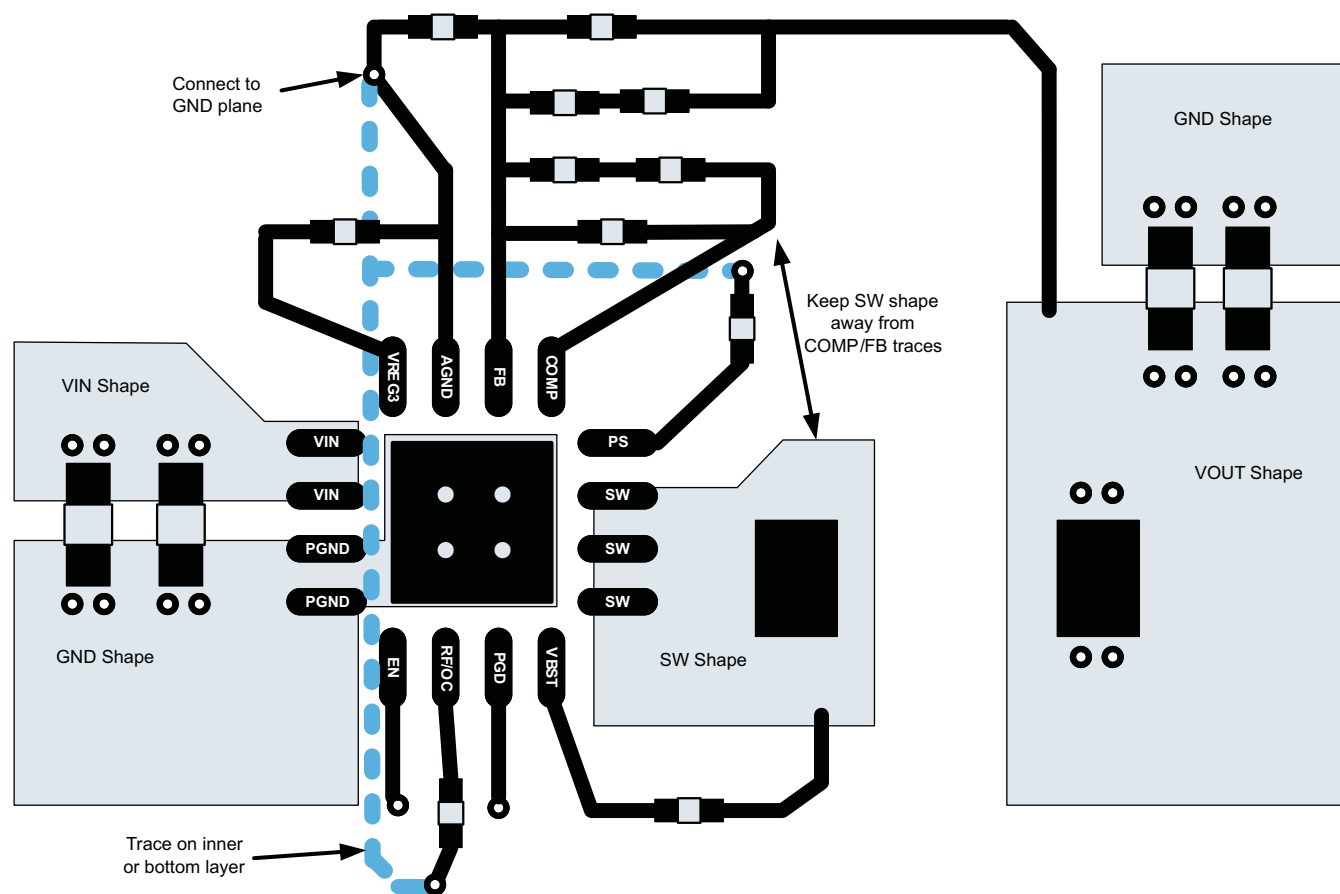 Connect to
GND plane
GND Shape
Keep SW shape
away from
COMP/FB traces
VREG3
AGND
FB
COMP
VIN Shape
VIN
PS
VIN
SW
VOUT Shape
PGND
SW
PGND
SW
GND Shape
EN
RF/OC
PGD
VBST
SW Shape
Trace on inner
or bottom layer